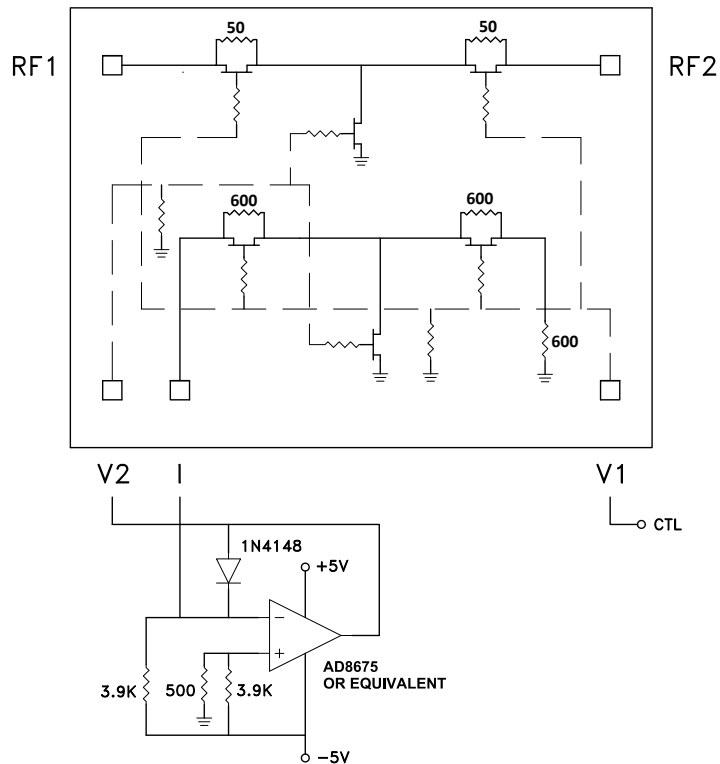 50
50
RF1
RF2
600
600
600
V2
I
V1
CTL
1N4148
+5V
−
+
AD8675
OR EQUIVALENT
3.9K
500
3.9K
−5V